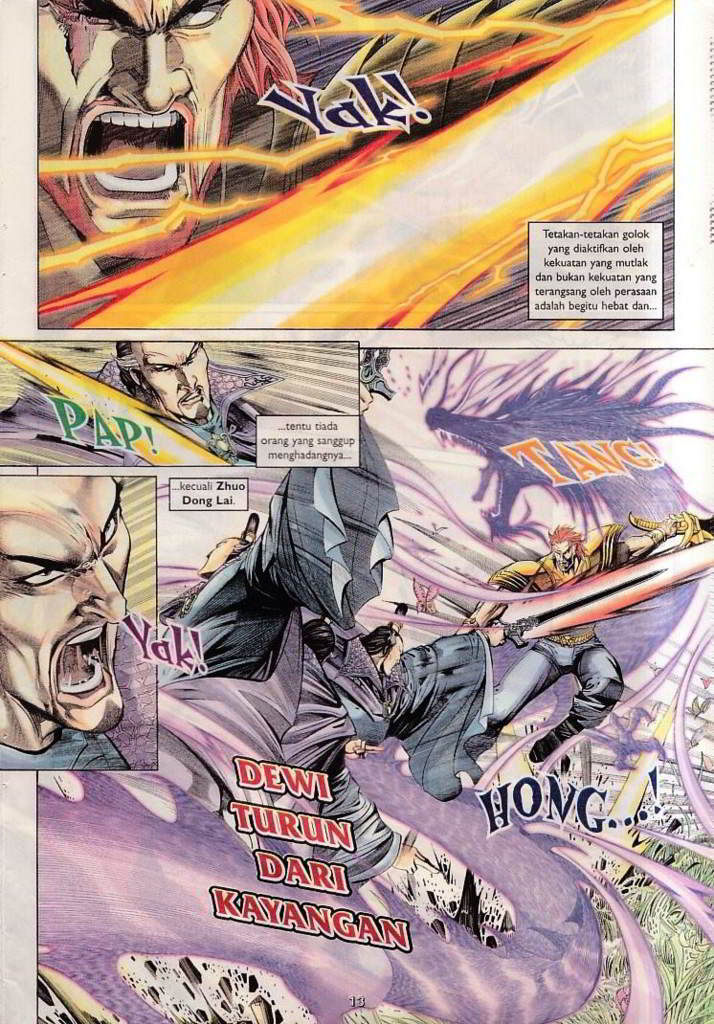 Yak!
Tetakan-tetakan golok
yang diaktifkan oleh
kekuatan yang mutlak
dan bukan kekuatan yang
terangsang oleh perasaan
adalah begitu hebat dan...
PAP!
...tentu tiada
orang yang sanggup
menghadangnya...
...kecuali Zhuo
Dong Lai.
TANG!
Yak!
DEWI
TURUN
DARI
KAYANGAN
HONG...!
13